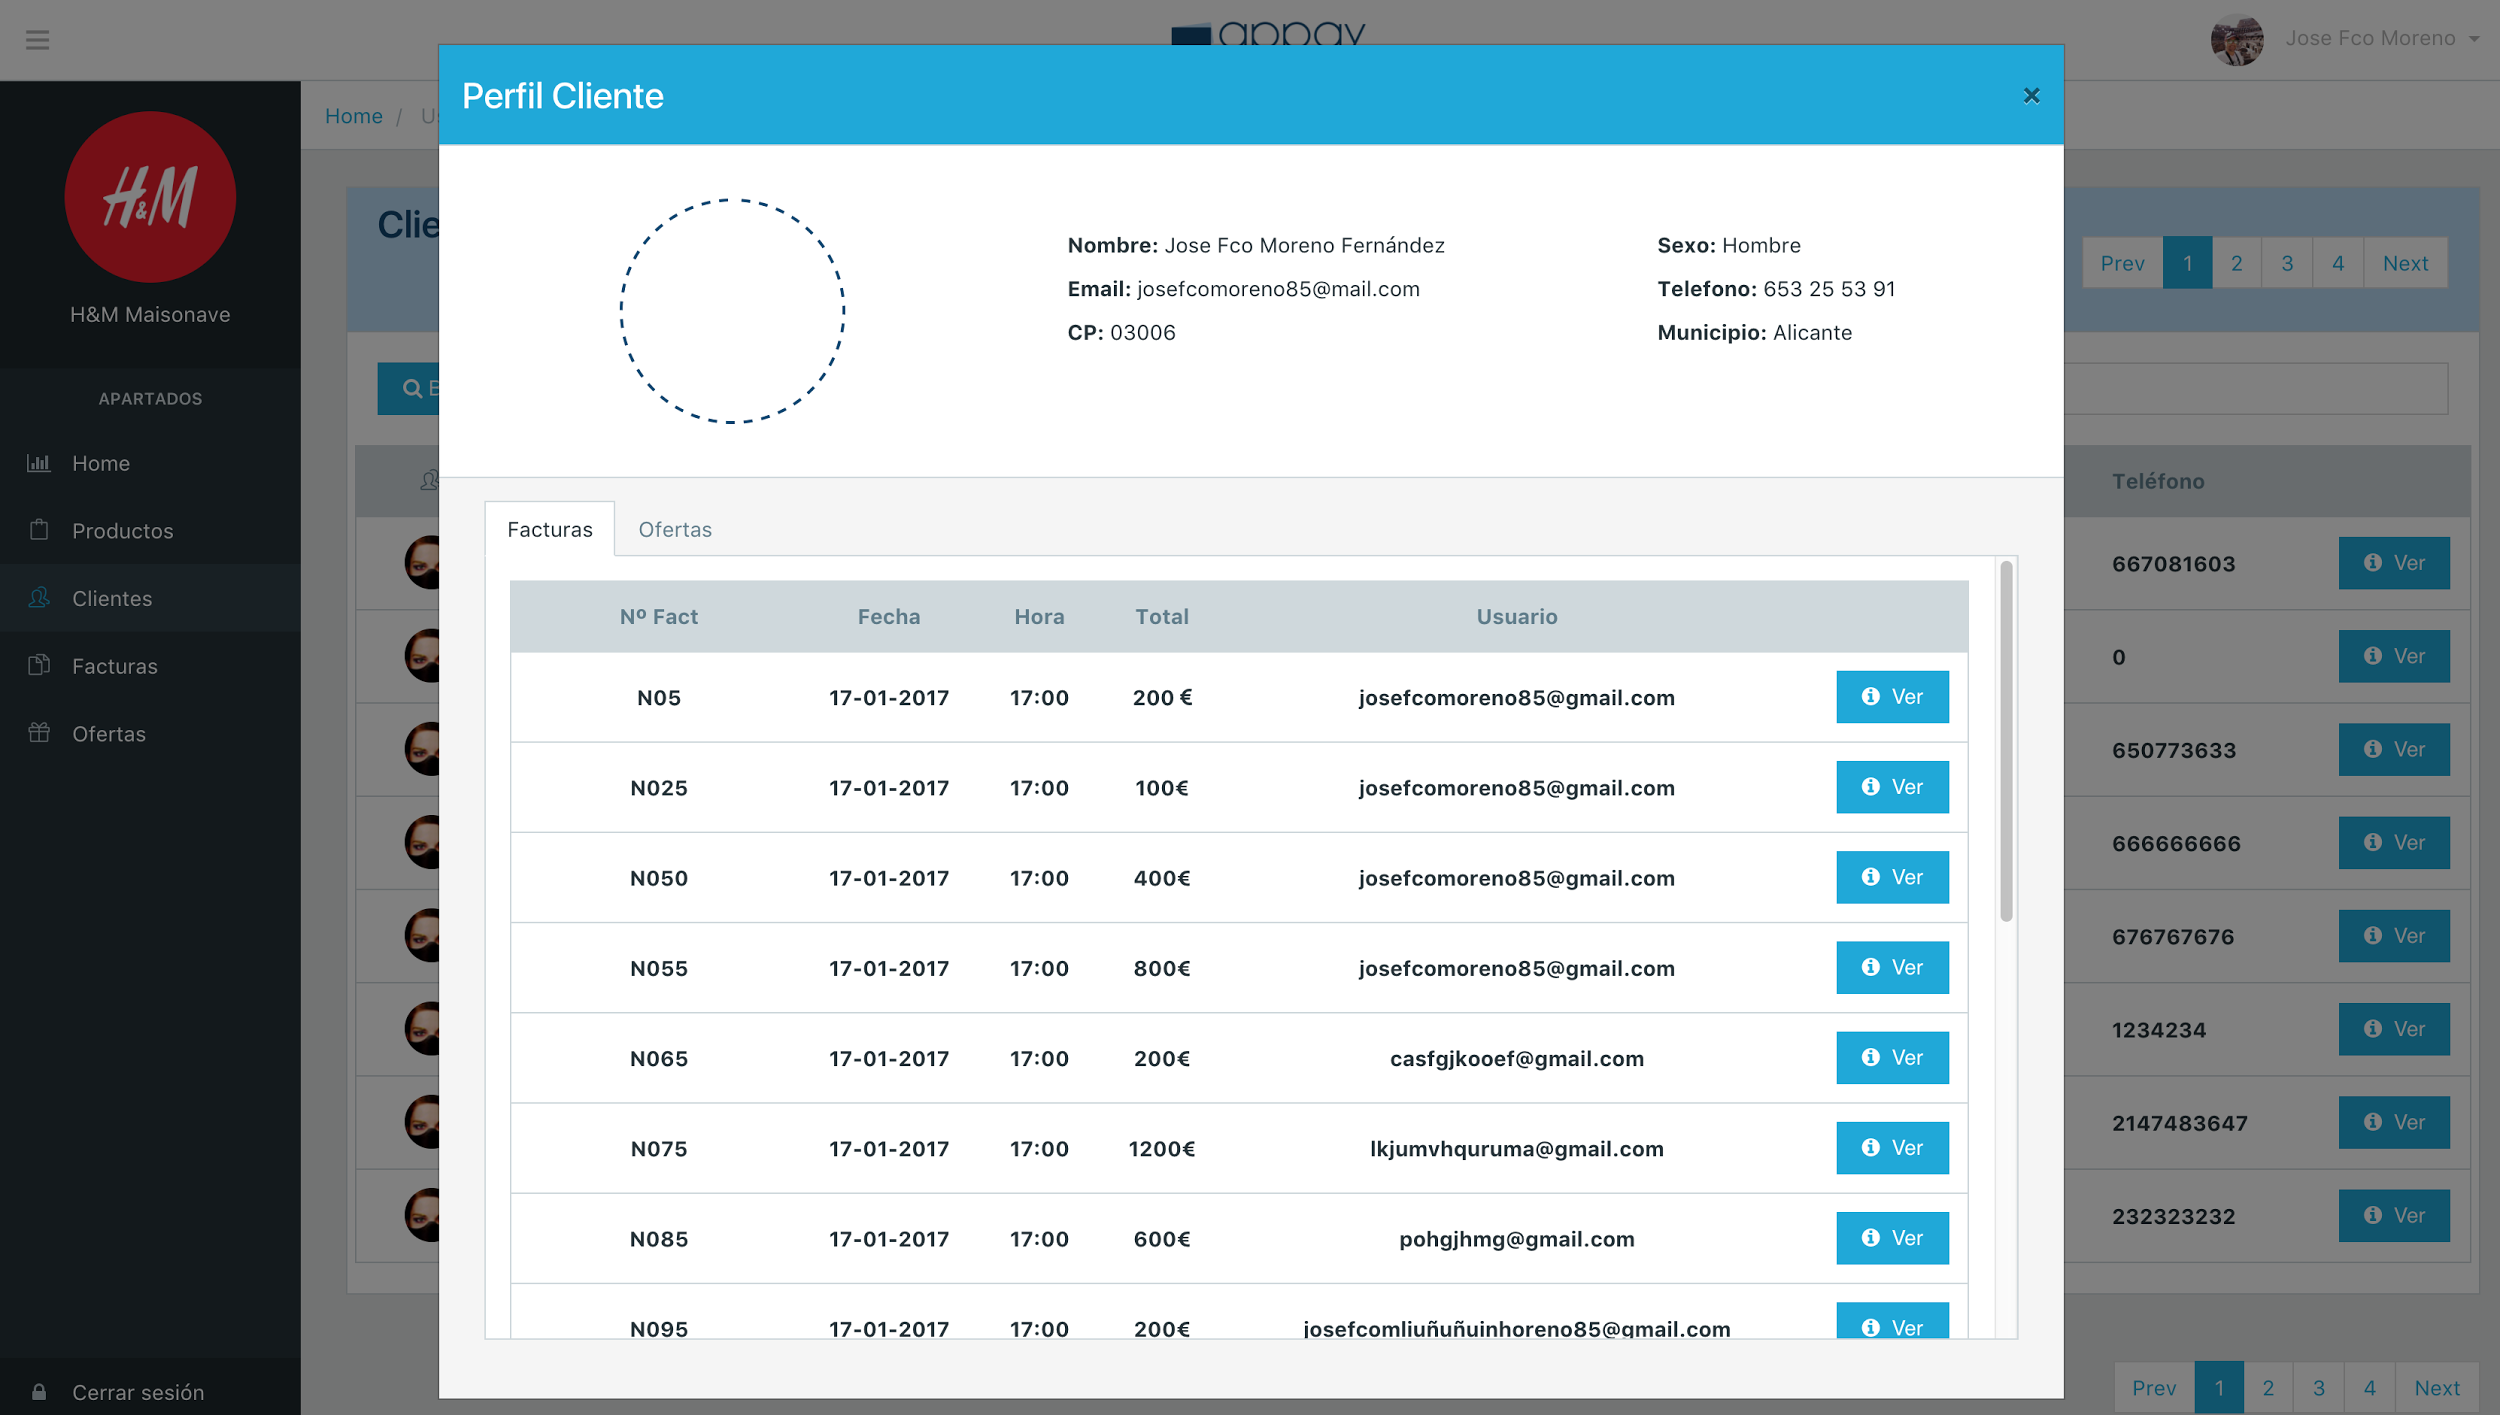 appay
Jose Fco Moreno
Perfil Cliente
×
Home /
H&M
H&M Maisonave
APARTADOS
Home
Productos
Clientes
Facturas
Ofertas
Cerrar sesión
Nombre: Jose Fco Moreno Fernández
Sexo: Hombre
Email: josefcomoreno85@mail.com
Telefono: 653 25 53 91
CP: 03006
Municipio: Alicante
Prev 1 2 3 4 Next
Facturas Ofertas
Nº Fact Fecha Hora Total Usuario
N05 17-01-2017 17:00 200 € josefcomoreno85@gmail.com Ver
N025 17-01-2017 17:00 100€ josefcomoreno85@gmail.com Ver
N050 17-01-2017 17:00 400€ josefcomoreno85@gmail.com Ver
N055 17-01-2017 17:00 800€ josefcomoreno85@gmail.com Ver
N065 17-01-2017 17:00 200€ casfgjkooef@gmail.com Ver
N075 17-01-2017 17:00 1200€ lkjumvhquruma@gmail.com Ver
N085 17-01-2017 17:00 600€ pohgjhmg@gmail.com Ver
N095 17-01-2017 17:00 200€ josefcomliuñuñuinhoreno85@gmail.com Ver
Teléfono
667081603 Ver
0 Ver
650773633 Ver
666666666 Ver
676767676 Ver
1234234 Ver
2147483647 Ver
232323232 Ver
Prev 1 2 3 4 Next